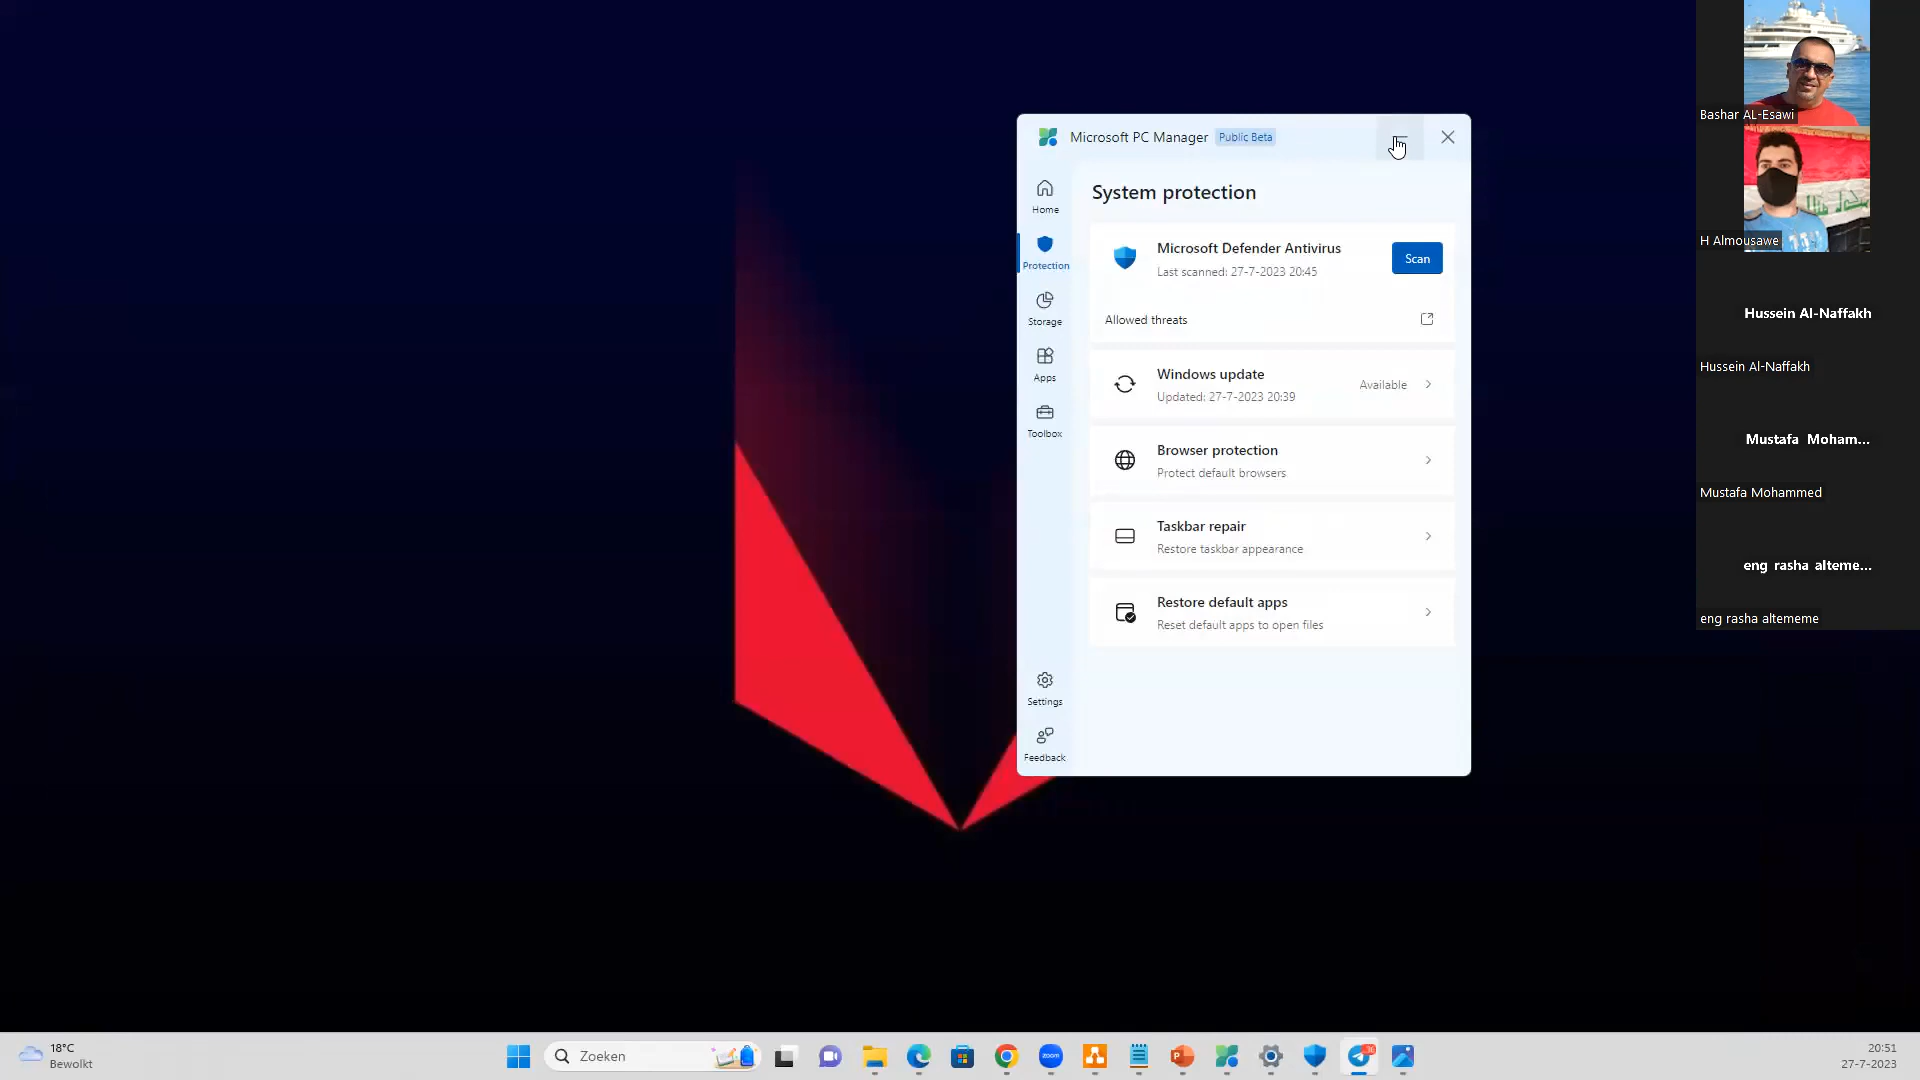 Microsoft PC Manager Public Beta
Home
Protection
Storage
Apps
Toolbox
Settings
Feedback
System protection
Microsoft Defender Antivirus
Last scanned: 27-7-2023 20:45
Scan
Allowed threats
Windows update
Updated: 27-7-2023 20:39
Available
Browser protection
Protect default browsers
Taskbar repair
Restore taskbar appearance
Restore default apps
Reset default apps to open files
Bashar AL-Esawi
H Almousawe
Hussein Al-Naffakh
Hussein Al-Naffakh
Mustafa Moham...
Mustafa Mohammed
eng rasha alteme...
eng rasha altememe
18°C
Bewolkt
Zoeken
zoom
20:51
27-7-2023